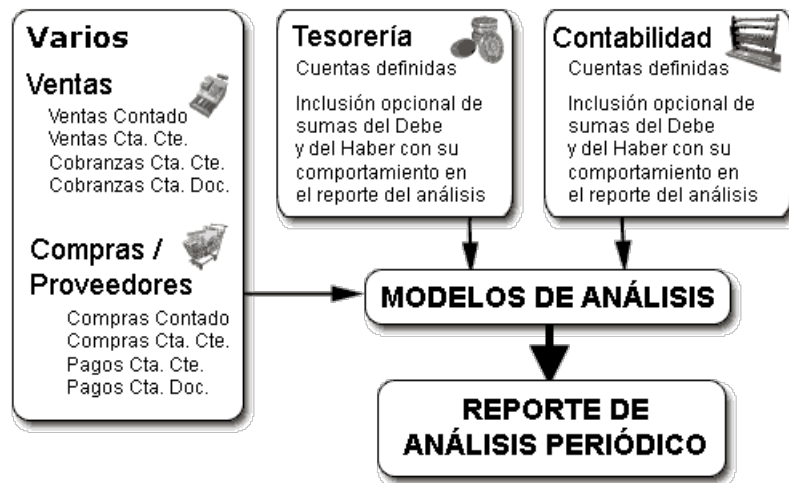 Varios
Ventas
Ventas Contado
Ventas Cta. Cte.
Cobranzas Cta. Cte.
Cobranzas Cta. Doc.
Compras /
Proveedores
Compras Contado
Compras Cta. Cte.
Pagos Cta. Cte.
Pagos Cta. Doc.
Tesorería
Cuentas definidas
Inclusión opcional de
sumas del Debe
y del Haber con su
comportamiento en
el reporte del análisis
Contabilidad
Cuentas definidas
Inclusión opcional de
sumas del Debe
y del Haber con su
comportamiento en
el reporte del análisis
MODELOS DE ANÁLISIS
REPORTE DE
ANÁLISIS PERIÓDICO